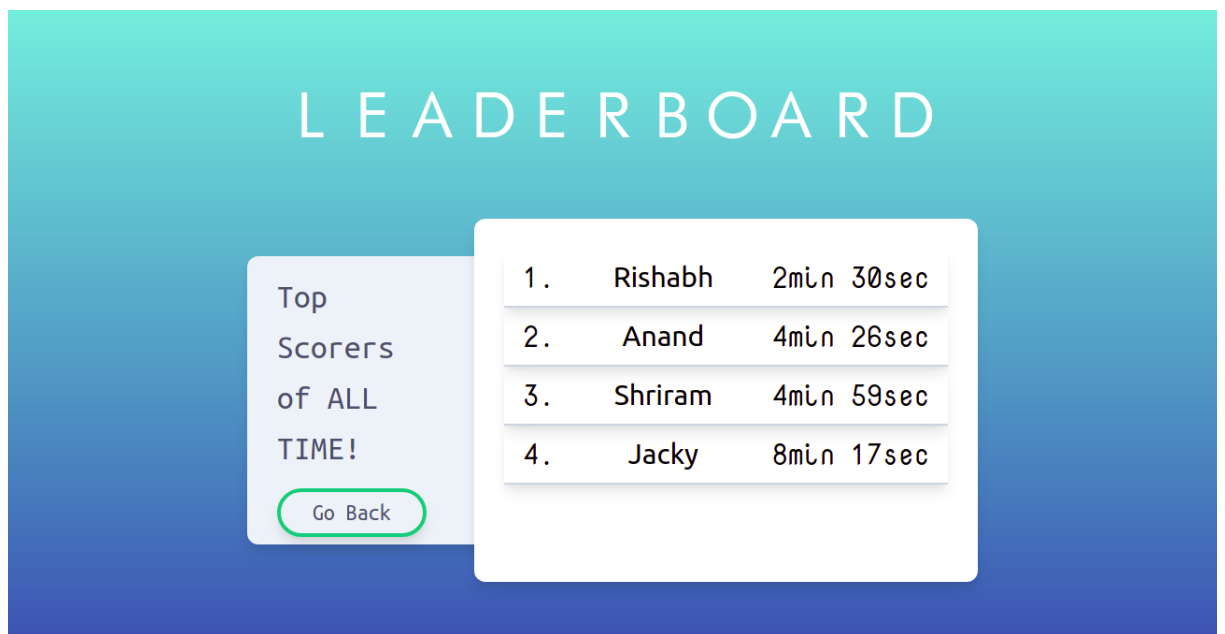 LEADERBOARD
Top
Scorers
of ALL
TIME!
Go Back
1. Rishabh 2min 30sec
2. Anand 4min 26sec
3. Shriram 4min 59sec
4. Jacky 8min 17sec